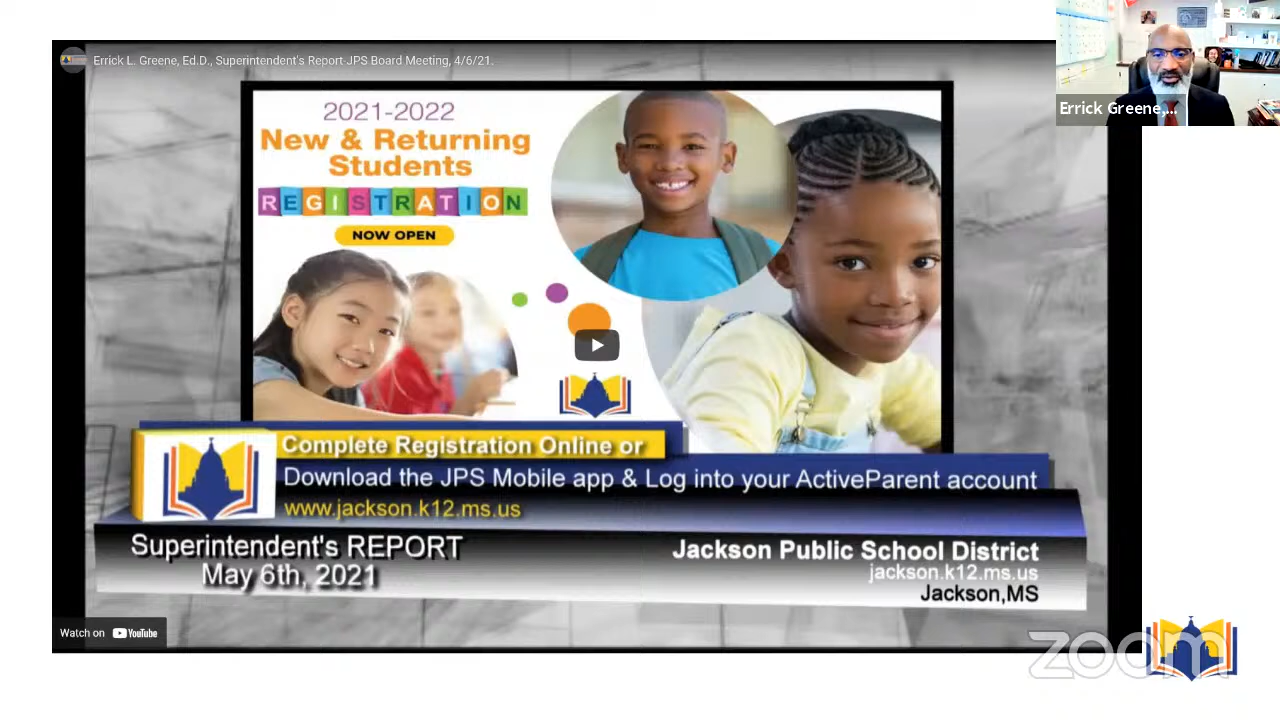 Errick L. Greene, Ed.D., Superintendent's Report-JPS Board Meeting, 4/6/21.
Errick Greene,...
2021-2022
New & Returning
Students
REGISTRATION
NOW OPEN
Complete Registration Online or
Download the JPS Mobile app & Log into your ActiveParent account
www.jackson.k12.ms.us
Superintendent's REPORT
May 6th, 2021
Jackson Public School District
jackson.k12.ms.us
Jackson,MS
Watch on YouTube
zoom